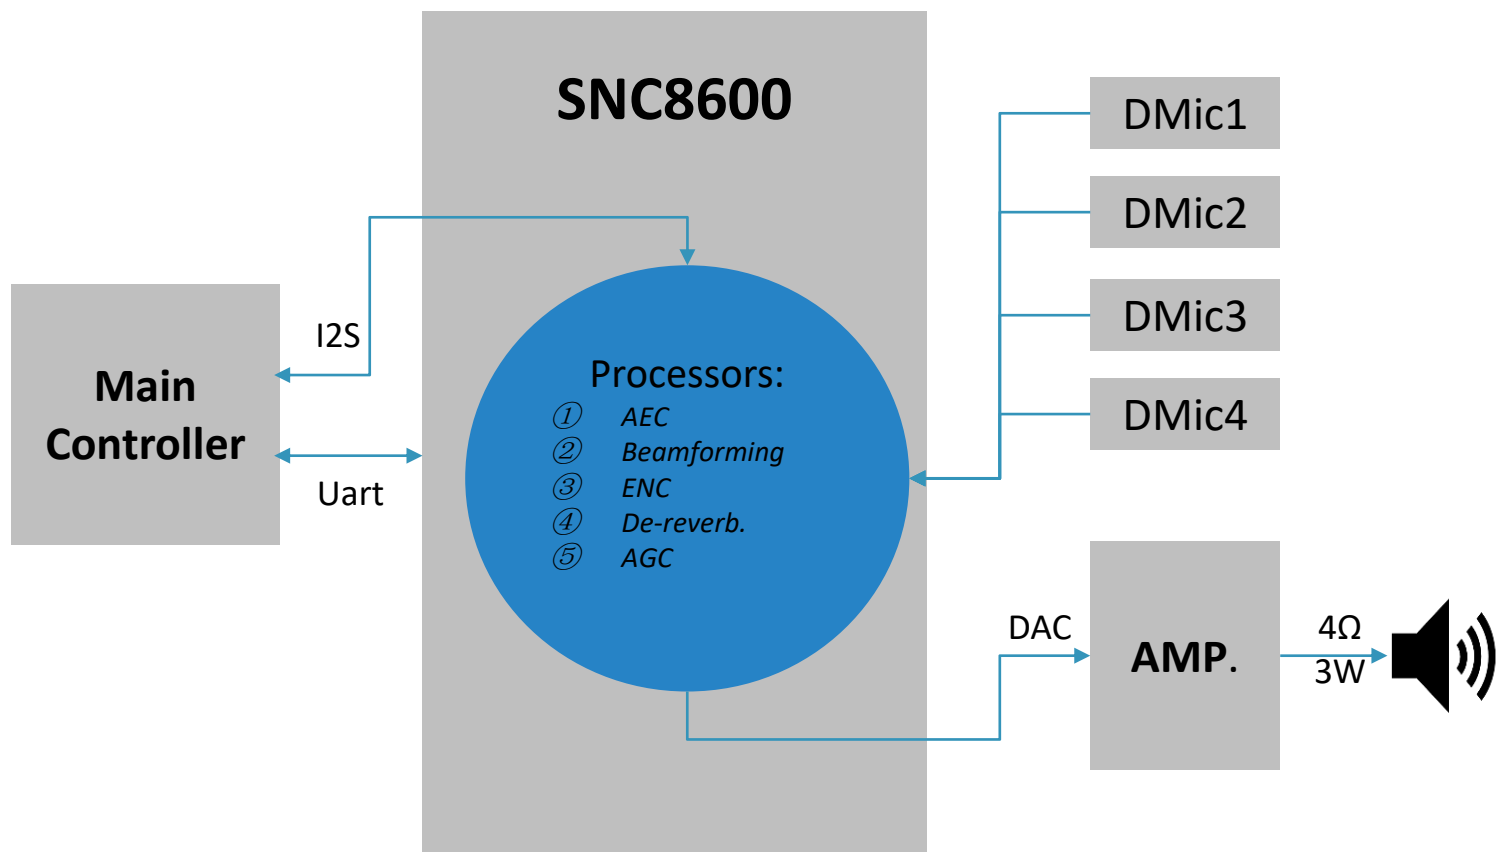 SNC8600
DMic1
DMic2
DMic3
DMic4
I2S
Main
Controller
Uart
Processors:
① AEC
② Beamforming
③ ENC
④ De-reverb.
⑤ AGC
DAC
AMP.
4Ω
3W